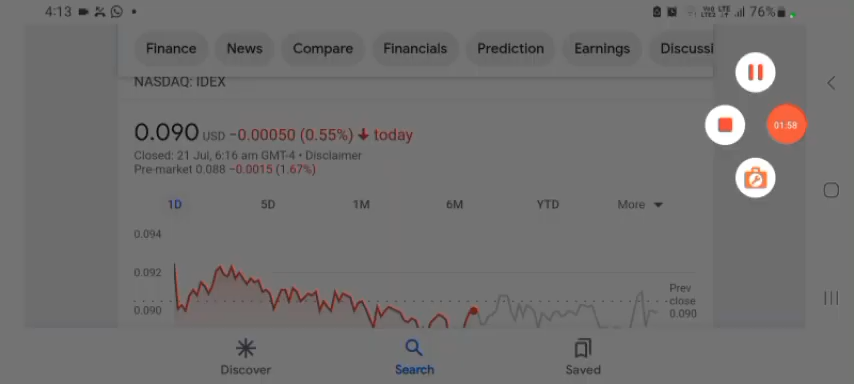 4:13
Vo0 LTE LTE2 76%
Finance News Compare Financials Prediction Earnings Discussi
NASDAQ: IDEX
0.090 USD −0.00050 (0.55%) today
Closed: 21 Jul, 6:16 am GMT-4 • Disclaimer
Pre-market 0.088 −0.0015 (1.67%)
1D 5D 1M 6M YTD More
0.094
0.092
0.090
Prev
close
0.090
01:58
Discover Search Saved